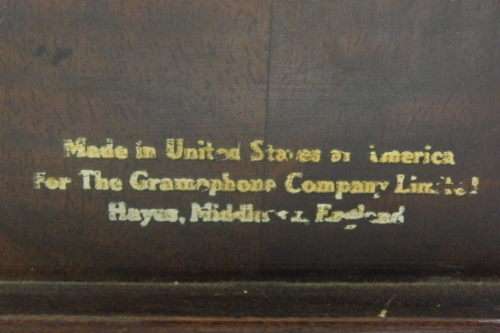 Made in United States of America
For The Gramophone Company Limited
Hayes, Middlesex, England